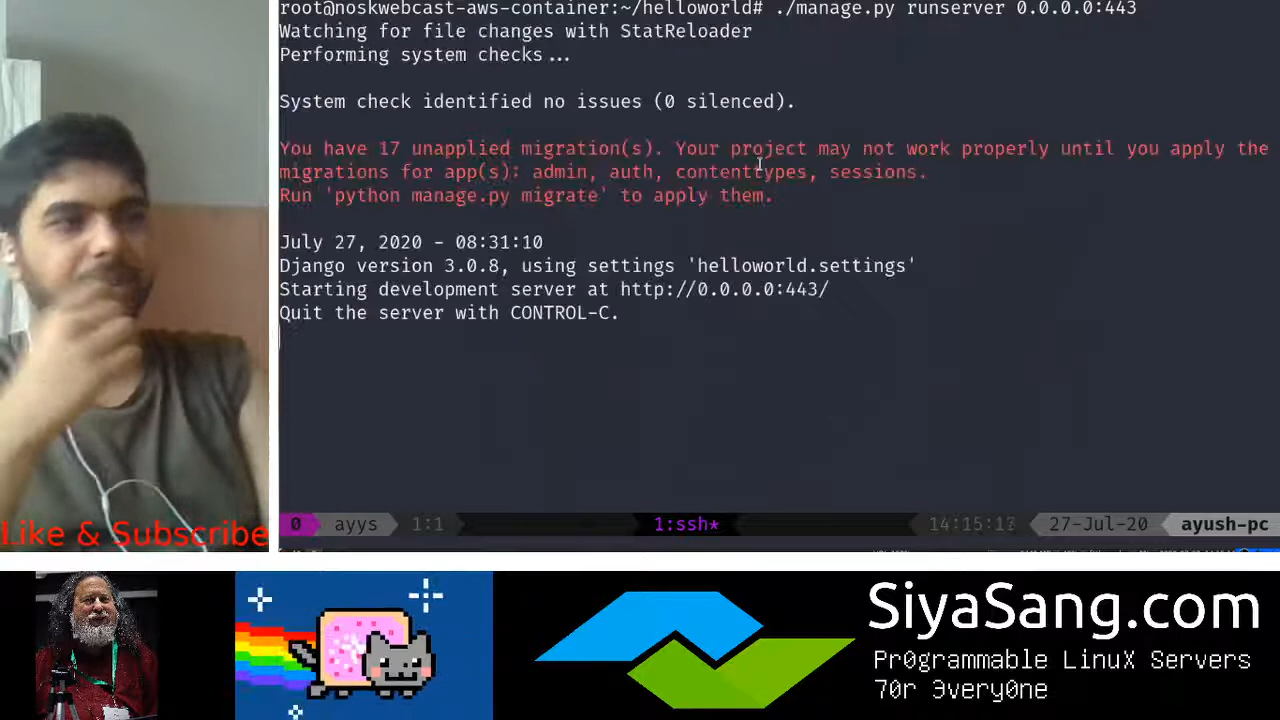 root@noskwebcast-aws-container:~/helloworld# ./manage.py runserver 0.0.0.0:443
Watching for file changes with StatReloader
Performing system checks...
System check identified no issues (0 silenced).
You have 17 unapplied migration(s). Your project may not work properly until you apply the
migrations for app(s): admin, auth, contenttypes, sessions.
Run 'python manage.py migrate' to apply them.
July 27, 2020 - 08:31:10
Django version 3.0.8, using settings 'helloworld.settings'
Starting development server at http://0.0.0.0:443/
Quit the server with CONTROL-C.
0 ayys 1:1 1:ssh* 27-Jul-20 ayush-pc
Like & Subscribe
SiyaSang.com
Pr0grammable LinuX Servers
70r 3very0ne